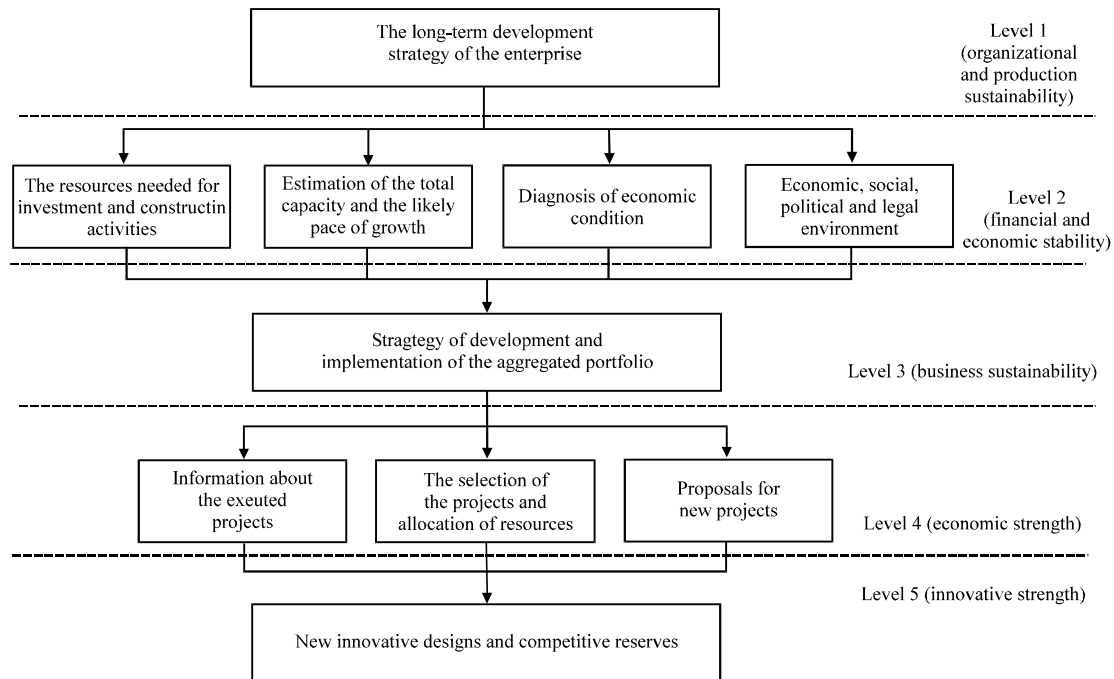 The long-term development
strategy of the enterprise
Level 1
(organizational
and production
sustainability)
The resources needed for
investment and constructin
activities
Estimation of the total
capacity and the likely
pace of growth
Diagnosis of economic
condition
Economic, social,
political and legal
environment
Level 2
(financial and
economic stability)
Stragtegy of development and
implementation of the aggregated portfolio
Level 3 (business sustainability)
Information about
the exeuted
projects
The selection of
the projects and
allocation of resources
Proposals for
new projects
Level 4 (economic strength)
Level 5 (innovative strength)
New innovative designs and competitive reserves